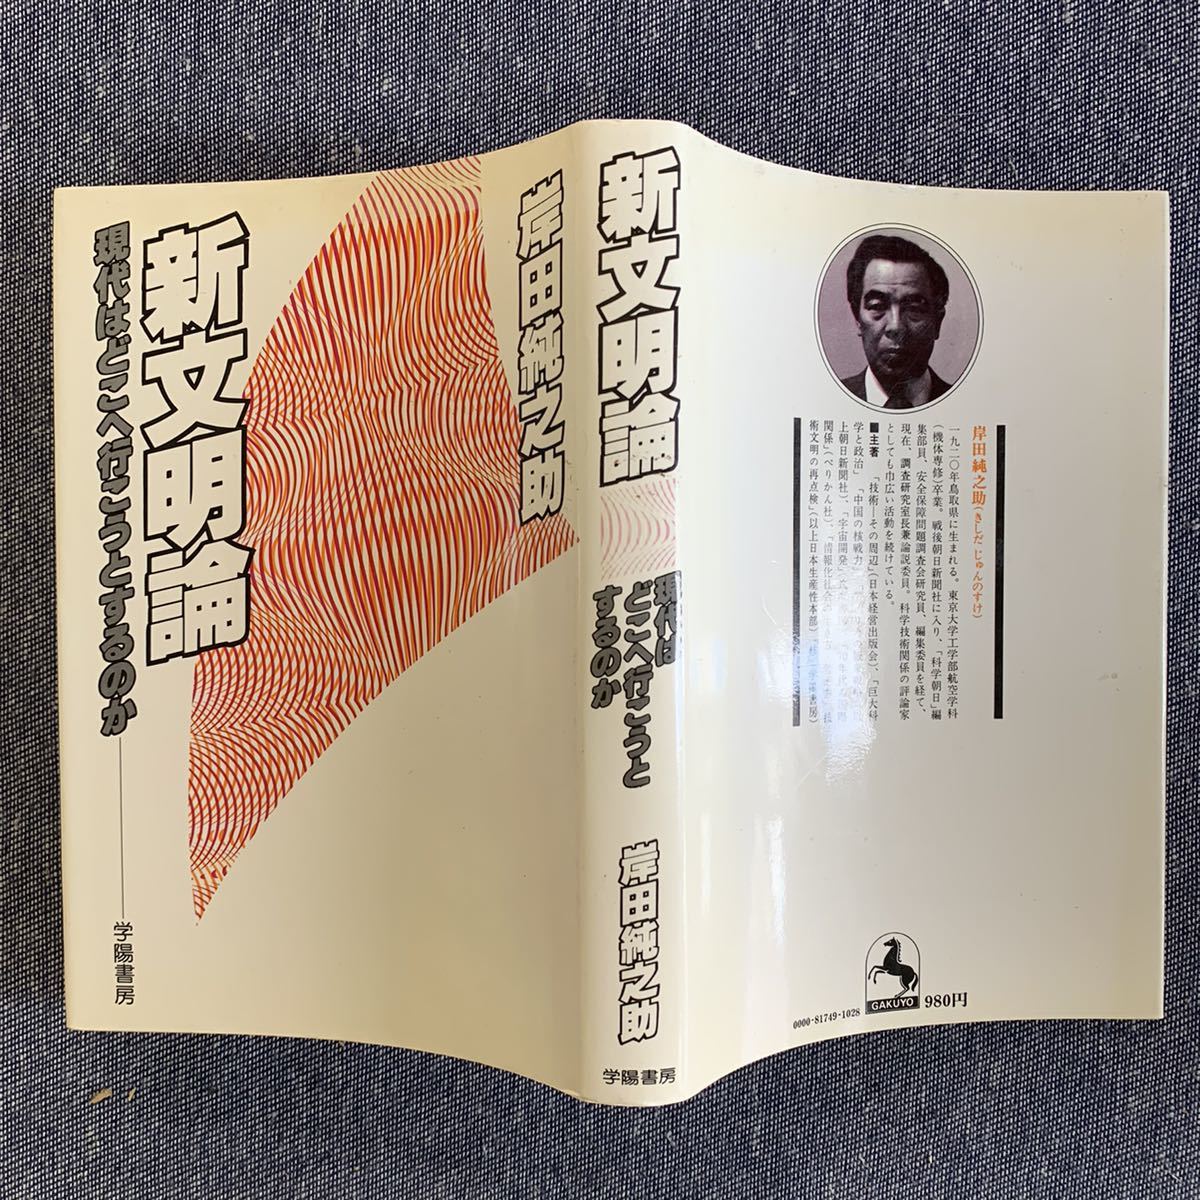 岸田純之助
新文明論
現代はどこへ行こうとするのか
学陽書房
新文明論
現代は
どこへ行こうと
するのか
岸田純之助
学陽書房
岸田純之助(きしだ じゅんのすけ)
一九二〇年鳥取県に生まれる。東京大学工学部航空学科
(機体専修)卒業。戦後朝日新聞社に入り、「科学朝日」編
集部員、安全保障問題調査会研究員、編集委員を経て、
現在、調査研究室長兼論説委員。科学技術関係の評論家
としても巾広い活動を続けている。
■主著 「技術―その周辺」(日本経営出版会)、「巨大科
学と政治」「中国の核戦力」
上朝日新聞社)、「宇宙開発」
関係」(ぺりかん社)、「情報化社会
術文明の再点検」(以上日本生産性本部)
GAKUYO
980円
0000-81749-1028